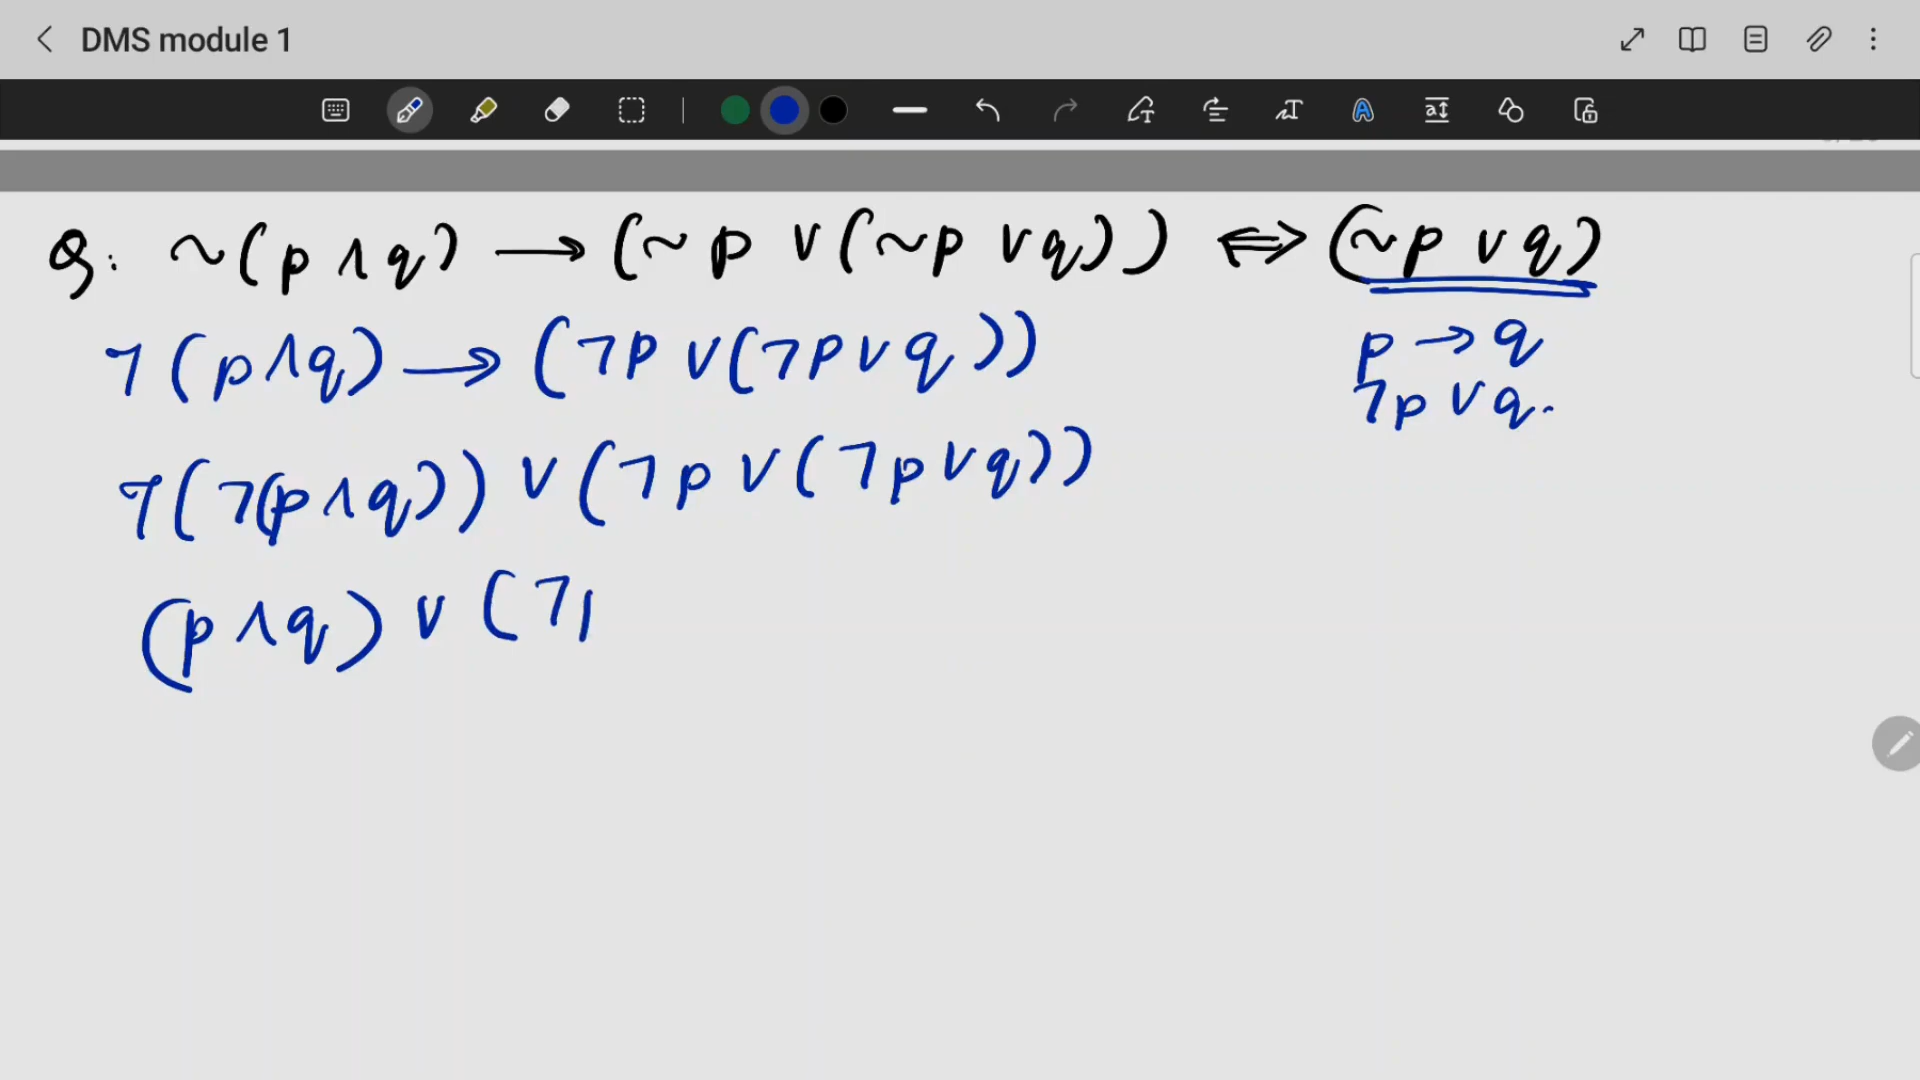 DMS module 1
Q: ~(p ∧ q) → (~p ∨ (~p ∨ q)) ⇔ (~p ∨ q)
¬(p ∧ q) → (¬p ∨ (¬p ∨ q))
p → q
¬p ∨ q.
¬(¬(p ∧ q)) ∨ (¬p ∨ (¬p ∨ q))
(p ∧ q) ∨ (¬